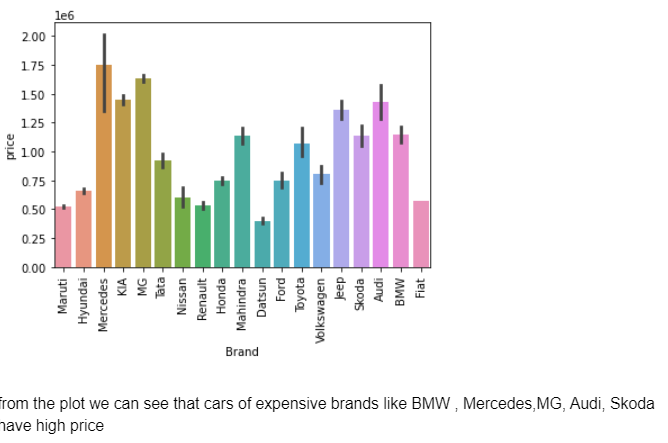 1e6
2.00
1.75
1.50
1.25
1.00
0.75
0.50
0.25
0.00
price
Maruti
Hyundai
Mercedes
KIA
MG
Tata
Nissan
Renault
Honda
Mahindra
Datsun
Ford
Toyota
Volkswagen
Jeep
Skoda
Audi
BMW
Fiat
Brand
from the plot we can see that cars of expensive brands like BMW , Mercedes,MG, Audi, Skoda
have high price